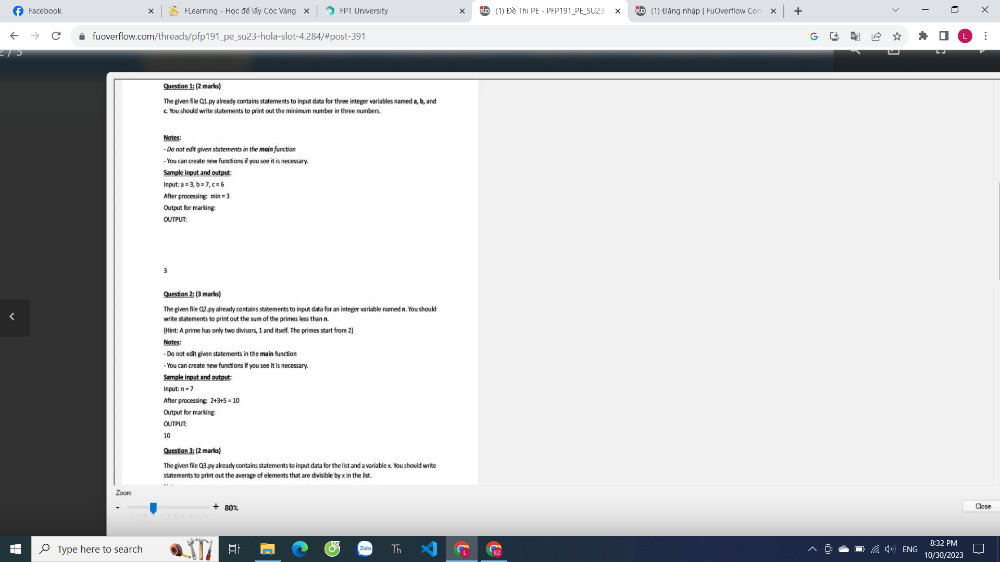 Facebook
FLearning - Học để lấy Cóc Vàng
FPT University
(1) Đề Thi PE - PFP191_PE_SU23
(1) Đăng nhập | FuOverflow Com
fuoverflow.com/threads/pfp191_pe_su23-hola-slot-4.284/#post-391
L
2 / 3
Question 1: (2 marks)
The given file Q1.py already contains statements to input data for three integer variables named a, b, and
c. You should write statements to print out the minimum number in three numbers.
Notes:
- Do not edit given statements in the main function
- You can create new functions if you see it is necessary.
Sample input and output:
Input: a = 3, b = 7, c = 6
After processing: min = 3
Output for marking:
OUTPUT:
3
Question 2: (3 marks)
The given file Q2.py already contains statements to input data for an integer variable named n. You should
write statements to print out the sum of the primes less than n.
(Hint: A prime has only two divisors, 1 and itself. The primes start from 2)
Notes:
- Do not edit given statements in the main function
- You can create new functions if you see it is necessary.
Sample input and output:
Input: n = 7
After processing: 2+3+5 = 10
Output for marking:
OUTPUT:
10
Question 3: (2 marks)
The given file Q3.py already contains statements to input data for the list and a variable x. You should write
statements to print out the average of elements that are divisible by x in the list.
Zoom
- + 80%
Close
Type here to search
Zalo
Th
L
EZ
ENG
8:32 PM
10/30/2023